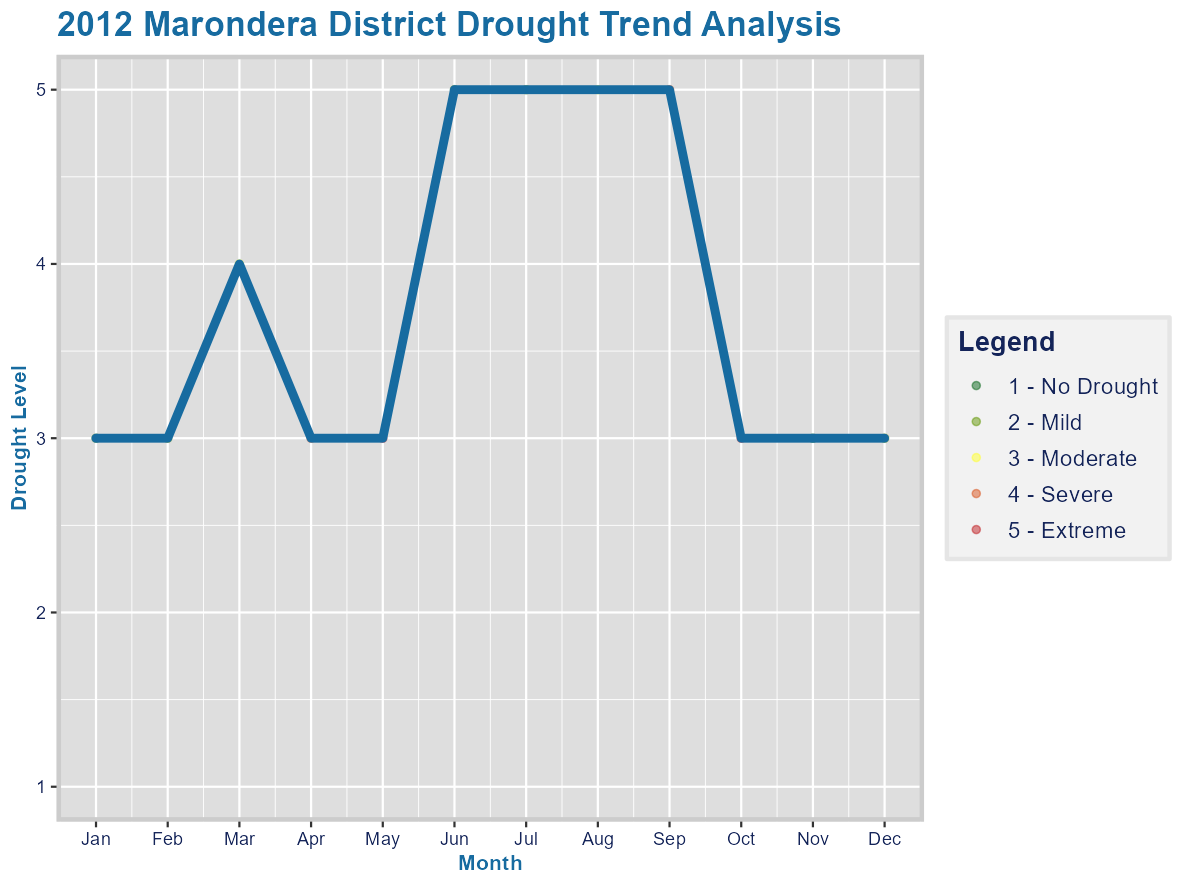 2012 Marondera District Drought Trend Analysis
Drought Level
5
4
3
2
1
Jan Feb Mar Apr May Jun Jul Aug Sep Oct Nov Dec
Month
Legend
1 - No Drought
2 - Mild
3 - Moderate
4 - Severe
5 - Extreme